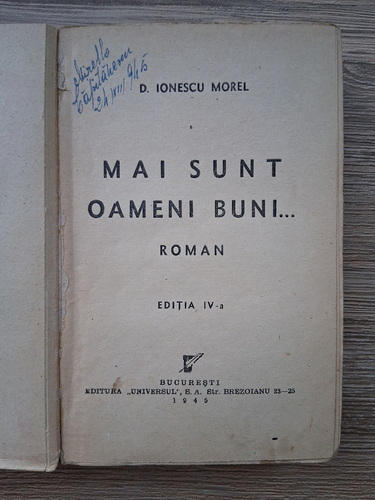 D. IONESCU MOREL
MAI SUNT
OAMENI BUNI...
ROMAN
EDIȚIA IV-a
BUCUREȘTI
EDITURA „UNIVERSUL", S. A. Str. BREZOIANU 23—25
1945